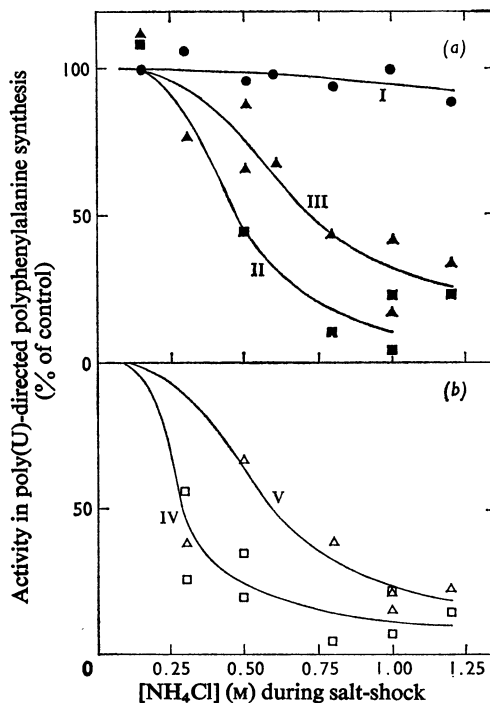 (a)
100
I
III
50
II
0
(b)
50
IV
V
0
0.25 0.50 0.75 1.00 1.25
[NH₄Cl] (M) during salt-shock
Activity in poly(U)-directed polyphenylalanine synthesis
(% of control)